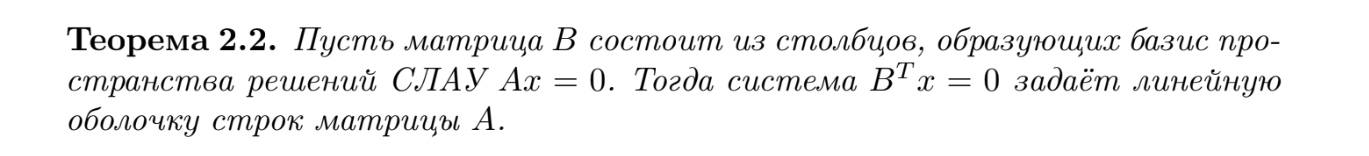 Теорема 2.2. Пусть матрица B состоит из столбцов, образующих базис про-
странства решений СЛАУ Ax = 0. Тогда система Bᵀx = 0 задаёт линейную
оболочку строк матрицы A.